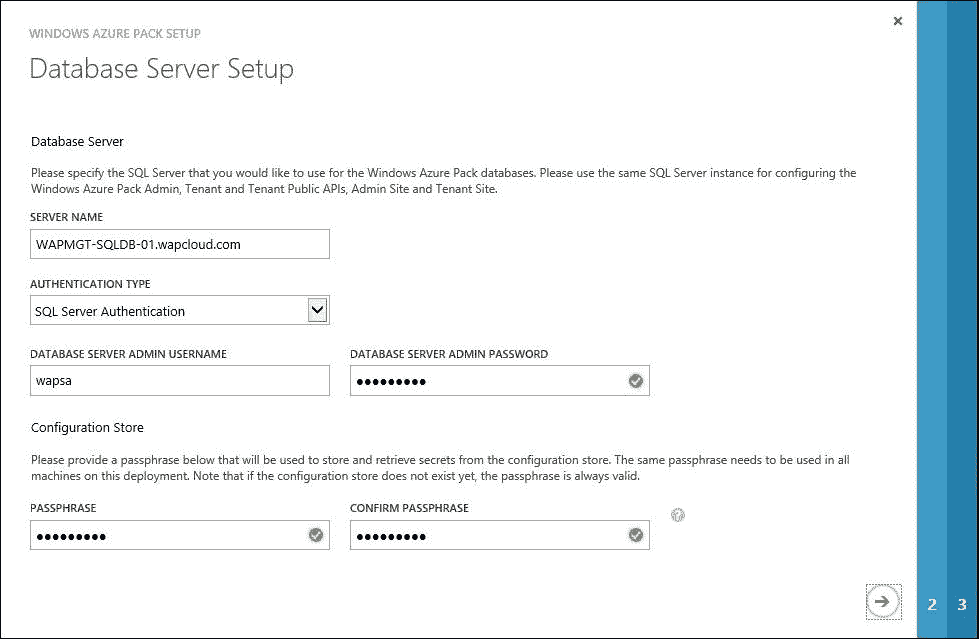 WINDOWS AZURE PACK SETUP
Database Server Setup
Database Server
Please specify the SQL Server that you would like to use for the Windows Azure Pack databases. Please use the same SQL Server instance for configuring the
Windows Azure Pack Admin, Tenant and Tenant Public APIs, Admin Site and Tenant Site.
SERVER NAME
WAPMGT-SQLDB-01.wapcloud.com
AUTHENTICATION TYPE
SQL Server Authentication
DATABASE SERVER ADMIN USERNAME DATABASE SERVER ADMIN PASSWORD
wapsa ●●●●●●●●●
Configuration Store
Please provide a passphrase below that will be used to store and retrieve secrets from the configuration store. The same passphrase needs to be used in all
machines on this deployment. Note that if the configuration store does not exist yet, the passphrase is always valid.
PASSPHRASE CONFIRM PASSPHRASE
●●●●●●●●● ●●●●●●●●●
2 3